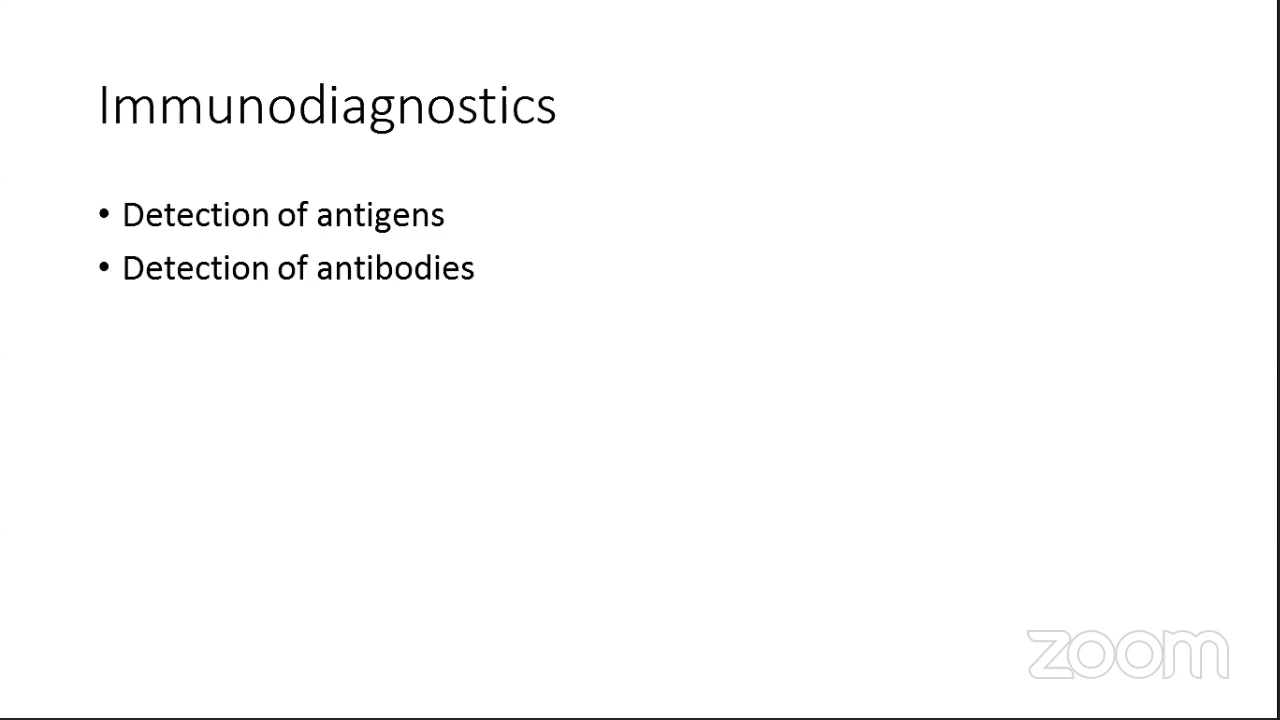 Immunodiagnostics
• Detection of antigens
• Detection of antibodies
zoom